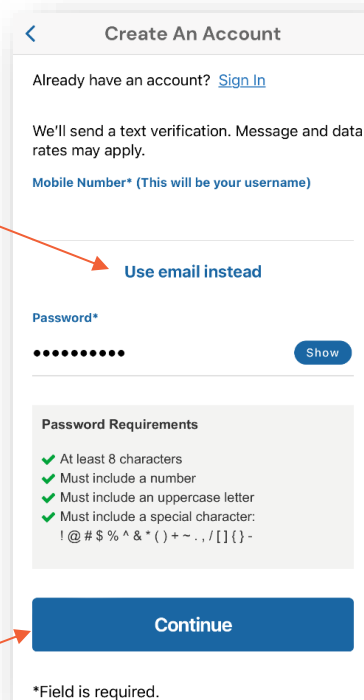 Create An Account
Already have an account? Sign In
We'll send a text verification. Message and data
rates may apply.
Mobile Number* (This will be your username)
Use email instead
Password*
••••••••••
Show
Password Requirements
At least 8 characters
Must include a number
Must include an uppercase letter
Must include a special character:
! @ # $ % ^ & * ( ) + ~ . , / [ ] { } -
Continue
*Field is required.